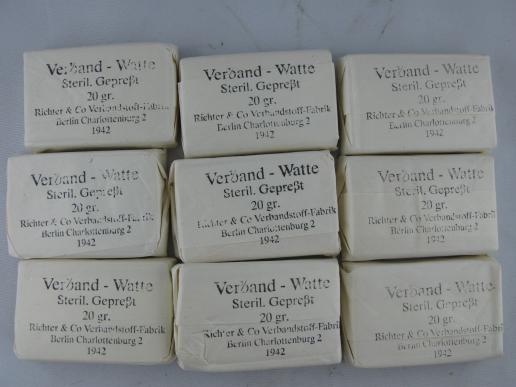 Verband - Watte
Steril. Gepreßt
20 gr.
Richter & Co Verbandstoff-Fabrik
Berlin Charlottenburg 2
1942
Verband - Watte
Steril. Gepreßt
20 gr.
Richter & Co Verbandstoff-Fabrik
Berlin Charlottenburg 2
1942
Verband - Watte
Steril. Gepreßt
20 gr.
Richter & Co Verbandstoff-Fabrik
Berlin Charlottenburg 2
1942
Verband - Watte
Steril. Gepreßt
20 gr.
Richter & Co Verbandstoff-Fabrik
Berlin Charlottenburg 2
1942
Verband - Watte
Steril. Gepreßt
20 gr.
Richter & Co Verbandstoff-Fabrik
Berlin Charlottenburg 2
1942
Verband - Watte
Steril. Gepreßt
20 gr.
Richter & Co Verbandstoff-Fabrik
Berlin Charlottenburg 2
1942
Verband - Watte
Steril. Gepreßt
20 gr.
Richter & Co Verbandstoff-Fabrik
Berlin Charlottenburg 2
1942
Verband - Watte
Steril. Gepreßt
20 gr.
Richter & Co Verbandstoff-Fabrik
Berlin Charlottenburg 2
1942
Verband - Watte
Steril. Gepreßt
20 gr.
Richter & Co Verbandstoff-Fabrik
Berlin Charlottenburg 2
1942